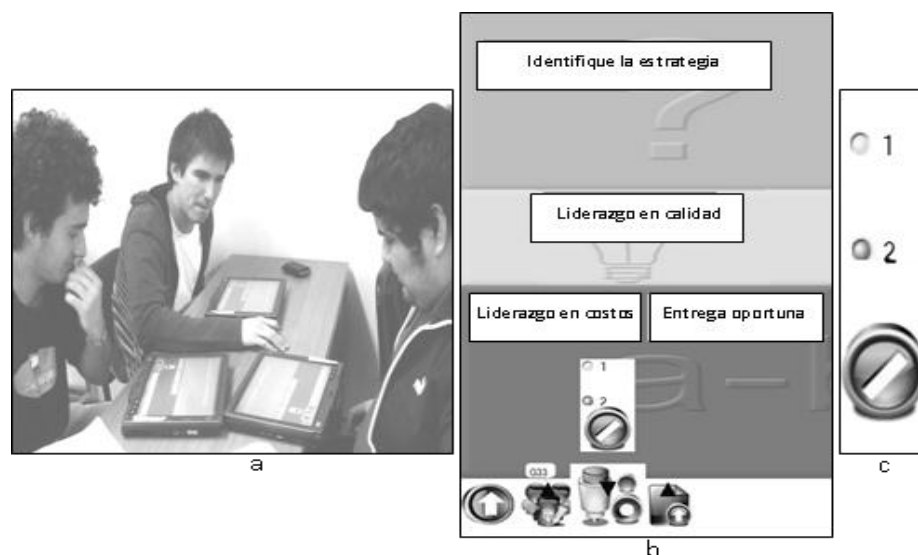 Identifique la estrategia
Liderazgo en calidad
Liderazgo en costos
Entrega oportuna
1
2
033
1
2
a
b
c